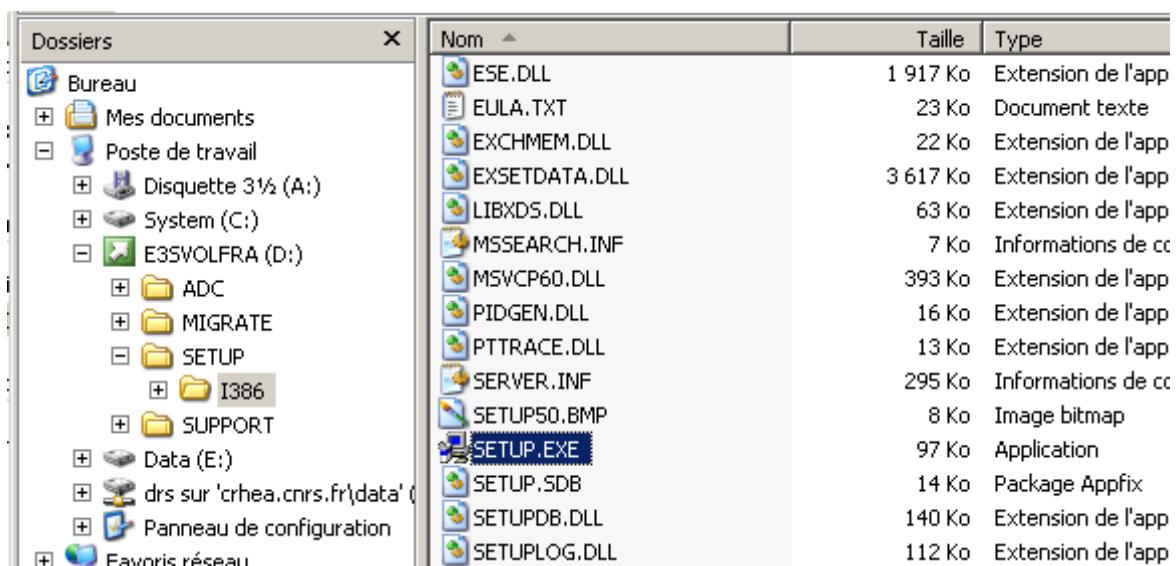 Dossiers
Bureau
Mes documents
Poste de travail
Disquette 3½ (A:)
System (C:)
E3SVOLFRA (D:)
ADC
MIGRATE
SETUP
I386
SUPPORT
Data (E:)
drs sur 'crhea.cnrs.fr\data' (
Panneau de configuration
Favoris réseau
Nom Taille Type
ESE.DLL 1 917 Ko Extension de l'app
EULA.TXT 23 Ko Document texte
EXCHMEM.DLL 22 Ko Extension de l'app
EXSETDATA.DLL 3 617 Ko Extension de l'app
LIBXDS.DLL 63 Ko Extension de l'app
MSSEARCH.INF 7 Ko Informations de co
MSVCP60.DLL 393 Ko Extension de l'app
PIDGEN.DLL 16 Ko Extension de l'app
PTTRACE.DLL 13 Ko Extension de l'app
SERVER.INF 295 Ko Informations de co
SETUP50.BMP 8 Ko Image bitmap
SETUP.EXE 97 Ko Application
SETUP.SDB 14 Ko Package Appfix
SETUPDB.DLL 140 Ko Extension de l'app
SETUPLOG.DLL 112 Ko Extension de l'app